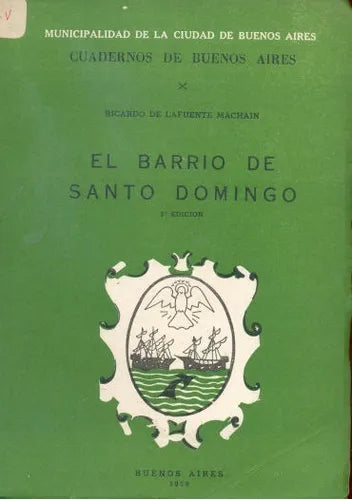 V
MUNICIPALIDAD DE LA CIUDAD DE BUENOS AIRES
CUADERNOS DE BUENOS AIRES
X
RICARDO DE LAFUENTE MACHAIN
EL BARRIO DE
SANTO DOMINGO
2ª EDICION
BUENOS AIRES